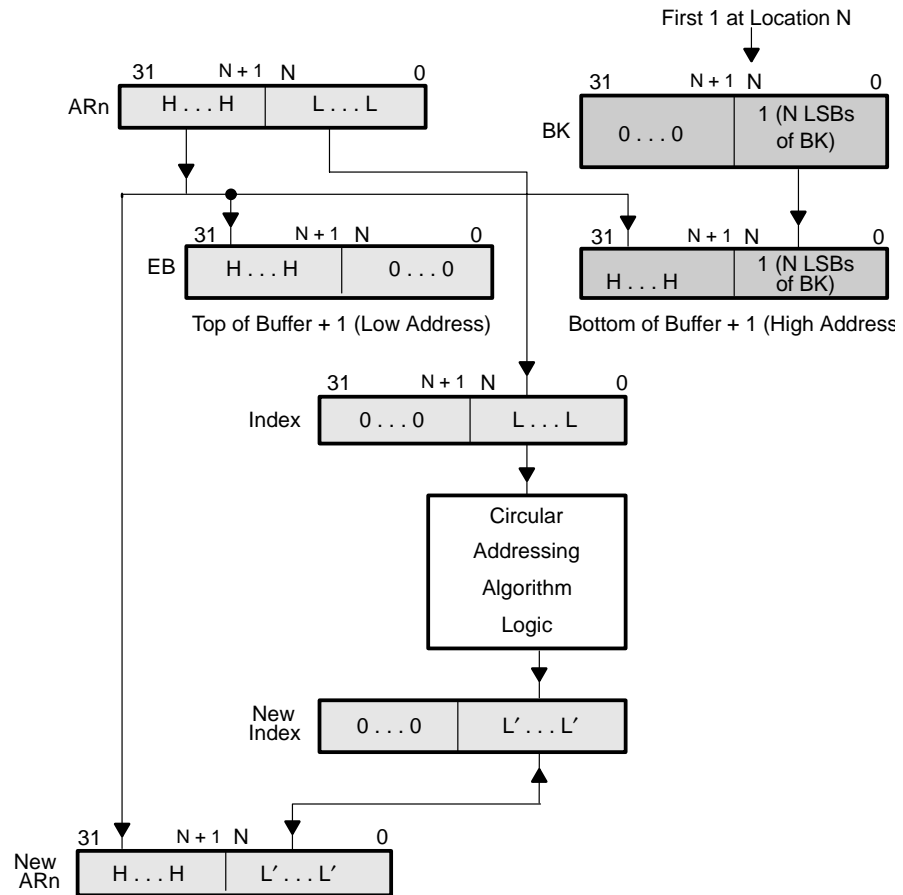 First 1 at Location N
31 N + 1 N 0
ARn H . . . H L . . . L
31 N + 1 N 0
BK 0 . . . 0 1 (N LSBs
of BK)
31 N + 1 N 0
EB H . . . H 0 . . . 0
31 N + 1 N 0
H . . . H 1 (N LSBs
of BK)
Top of Buffer + 1 (Low Address)
Bottom of Buffer + 1 (High Address
31 N + 1 N 0
Index 0 . . . 0 L . . . L
Circular
Addressing
Algorithm
Logic
New
Index
0 . . . 0 L′ . . . L′
31 N + 1 N 0
New
ARn
H . . . H L′ . . . L′